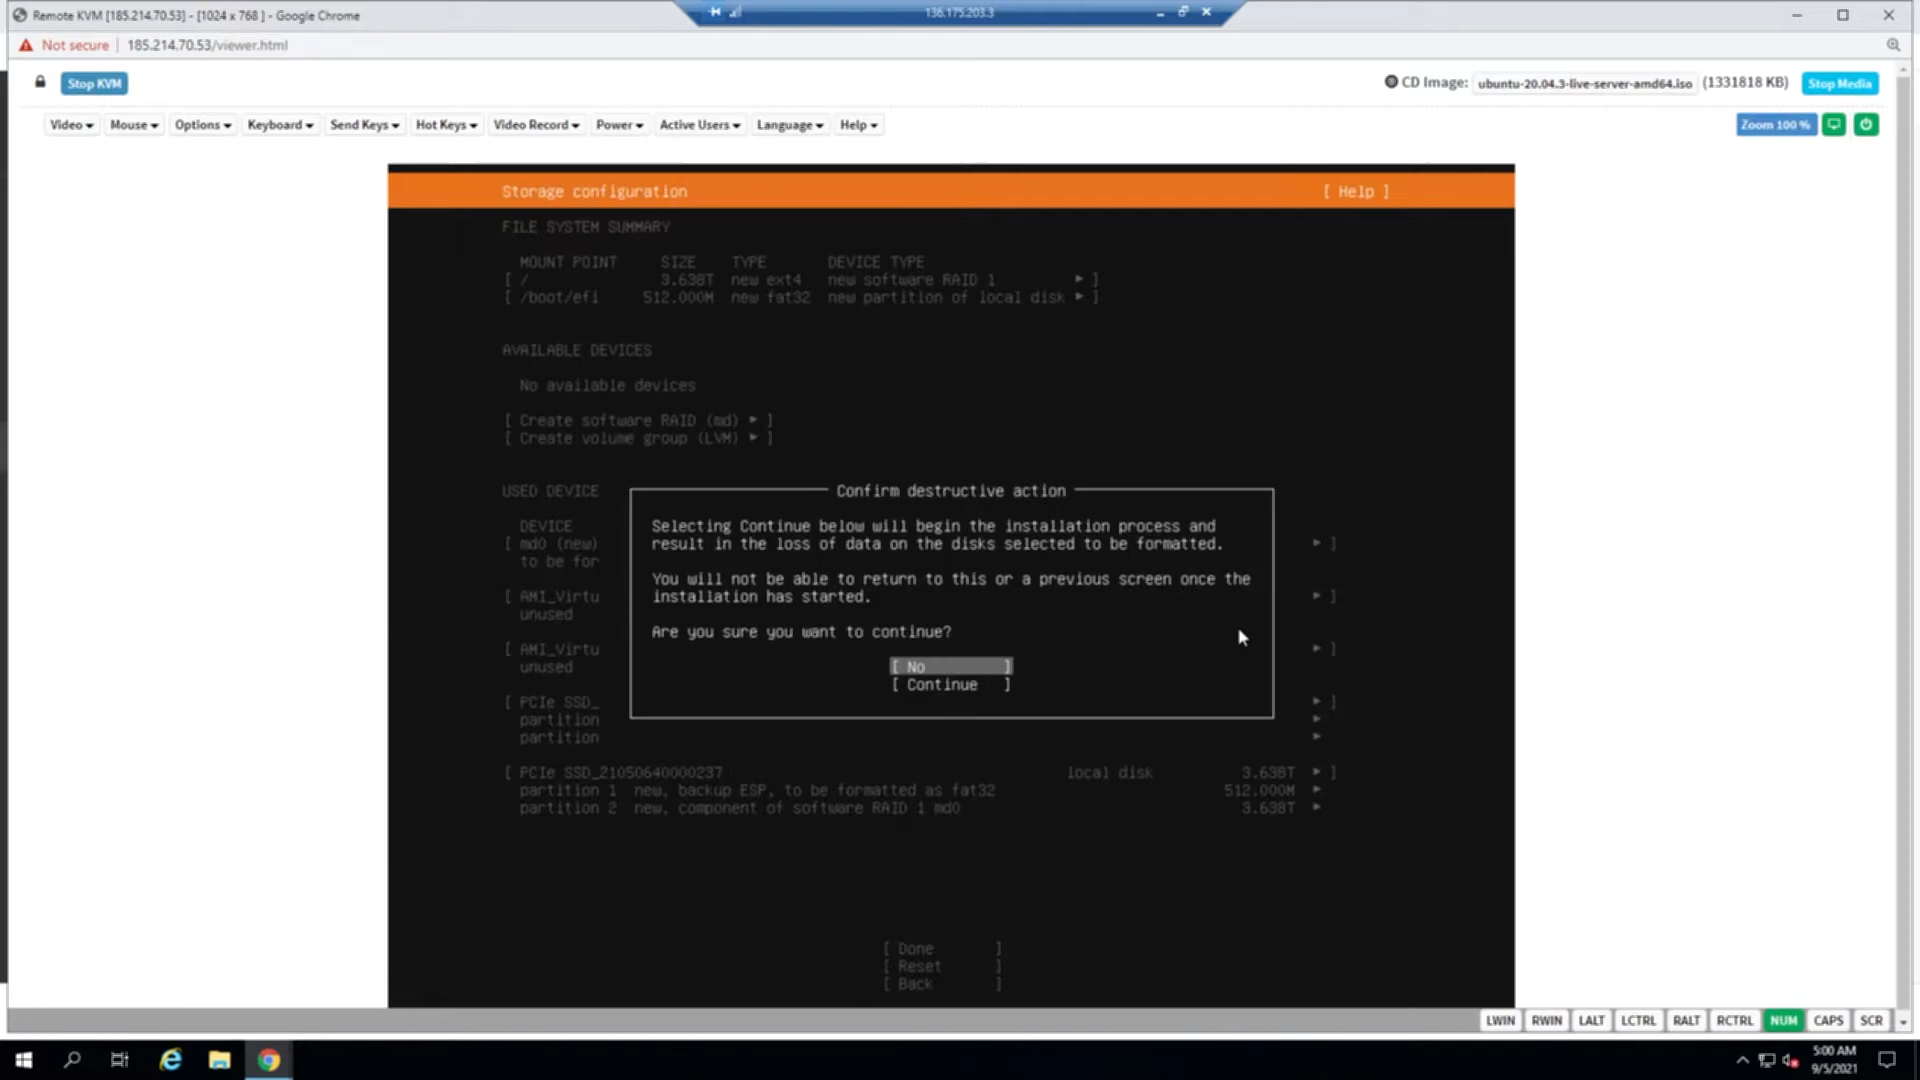 Remote KVM [185.214.70.53] - [1024 x 768 ] - Google Chrome
136.175.203.3
Not secure | 185.214.70.53/viewer.html
Stop KVM
CD Image: ubuntu-20.04.3-live-server-amd64.iso (1331818 KB) Stop Media
Video Mouse Options Keyboard Send Keys Hot Keys Video Record Power Active Users Language Help
Zoom 100 %
Storage configuration [ Help ]
FILE SYSTEM SUMMARY
MOUNT POINT SIZE TYPE DEVICE TYPE
[ / 3.638T new ext4 new software RAID 1 ▸ ]
[ /boot/efi 512.000M new fat32 new partition of local disk ▸ ]
AVAILABLE DEVICES
No available devices
[ Create software RAID (md) ▸ ]
[ Create volume group (LVM) ▸ ]
USED DEVICE
DEVICE
[ md0 (new) ▸ ]
to be for
[ AMI_Virtu ▸ ]
unused
[ AMI_Virtu ▸ ]
unused
[ PCIe SSD_ ▸ ]
partition ▸
partition ▸
Confirm destructive action
Selecting Continue below will begin the installation process and
result in the loss of data on the disks selected to be formatted.
You will not be able to return to this or a previous screen once the
installation has started.
Are you sure you want to continue?
[ No ]
[ Continue ]
[ PCIe SSD_21050640000237 local disk 3.638T ▸ ]
partition 1 new, backup ESP, to be formatted as fat32 512.000M ▸
partition 2 new, component of software RAID 1 md0 3.638T ▸
[ Done ]
[ Reset ]
[ Back ]
LWIN RWIN LALT LCTRL RALT RCTRL NUM CAPS SCR
5:00 AM
9/5/2021